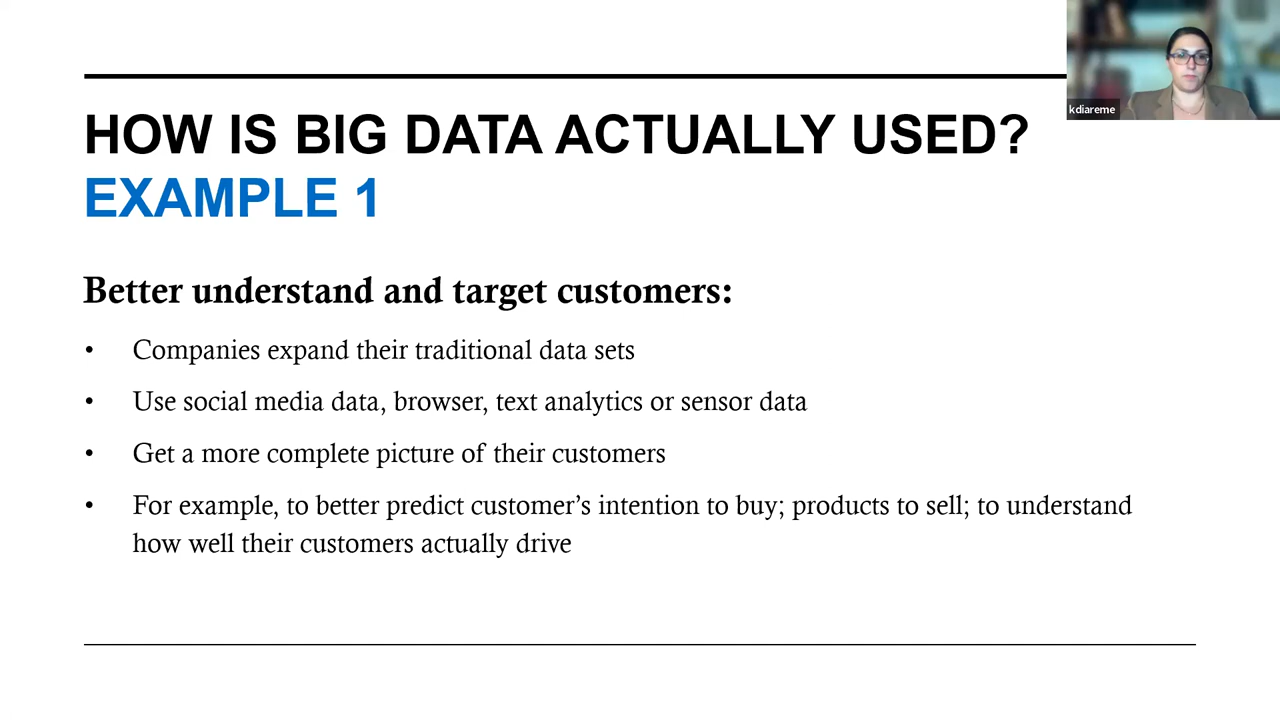 HOW IS BIG DATA ACTUALLY USED?
EXAMPLE 1
kdiareme
Better understand and target customers:
• Companies expand their traditional data sets
• Use social media data, browser, text analytics or sensor data
• Get a more complete picture of their customers
• For example, to better predict customer’s intention to buy; products to sell; to understand
how well their customers actually drive